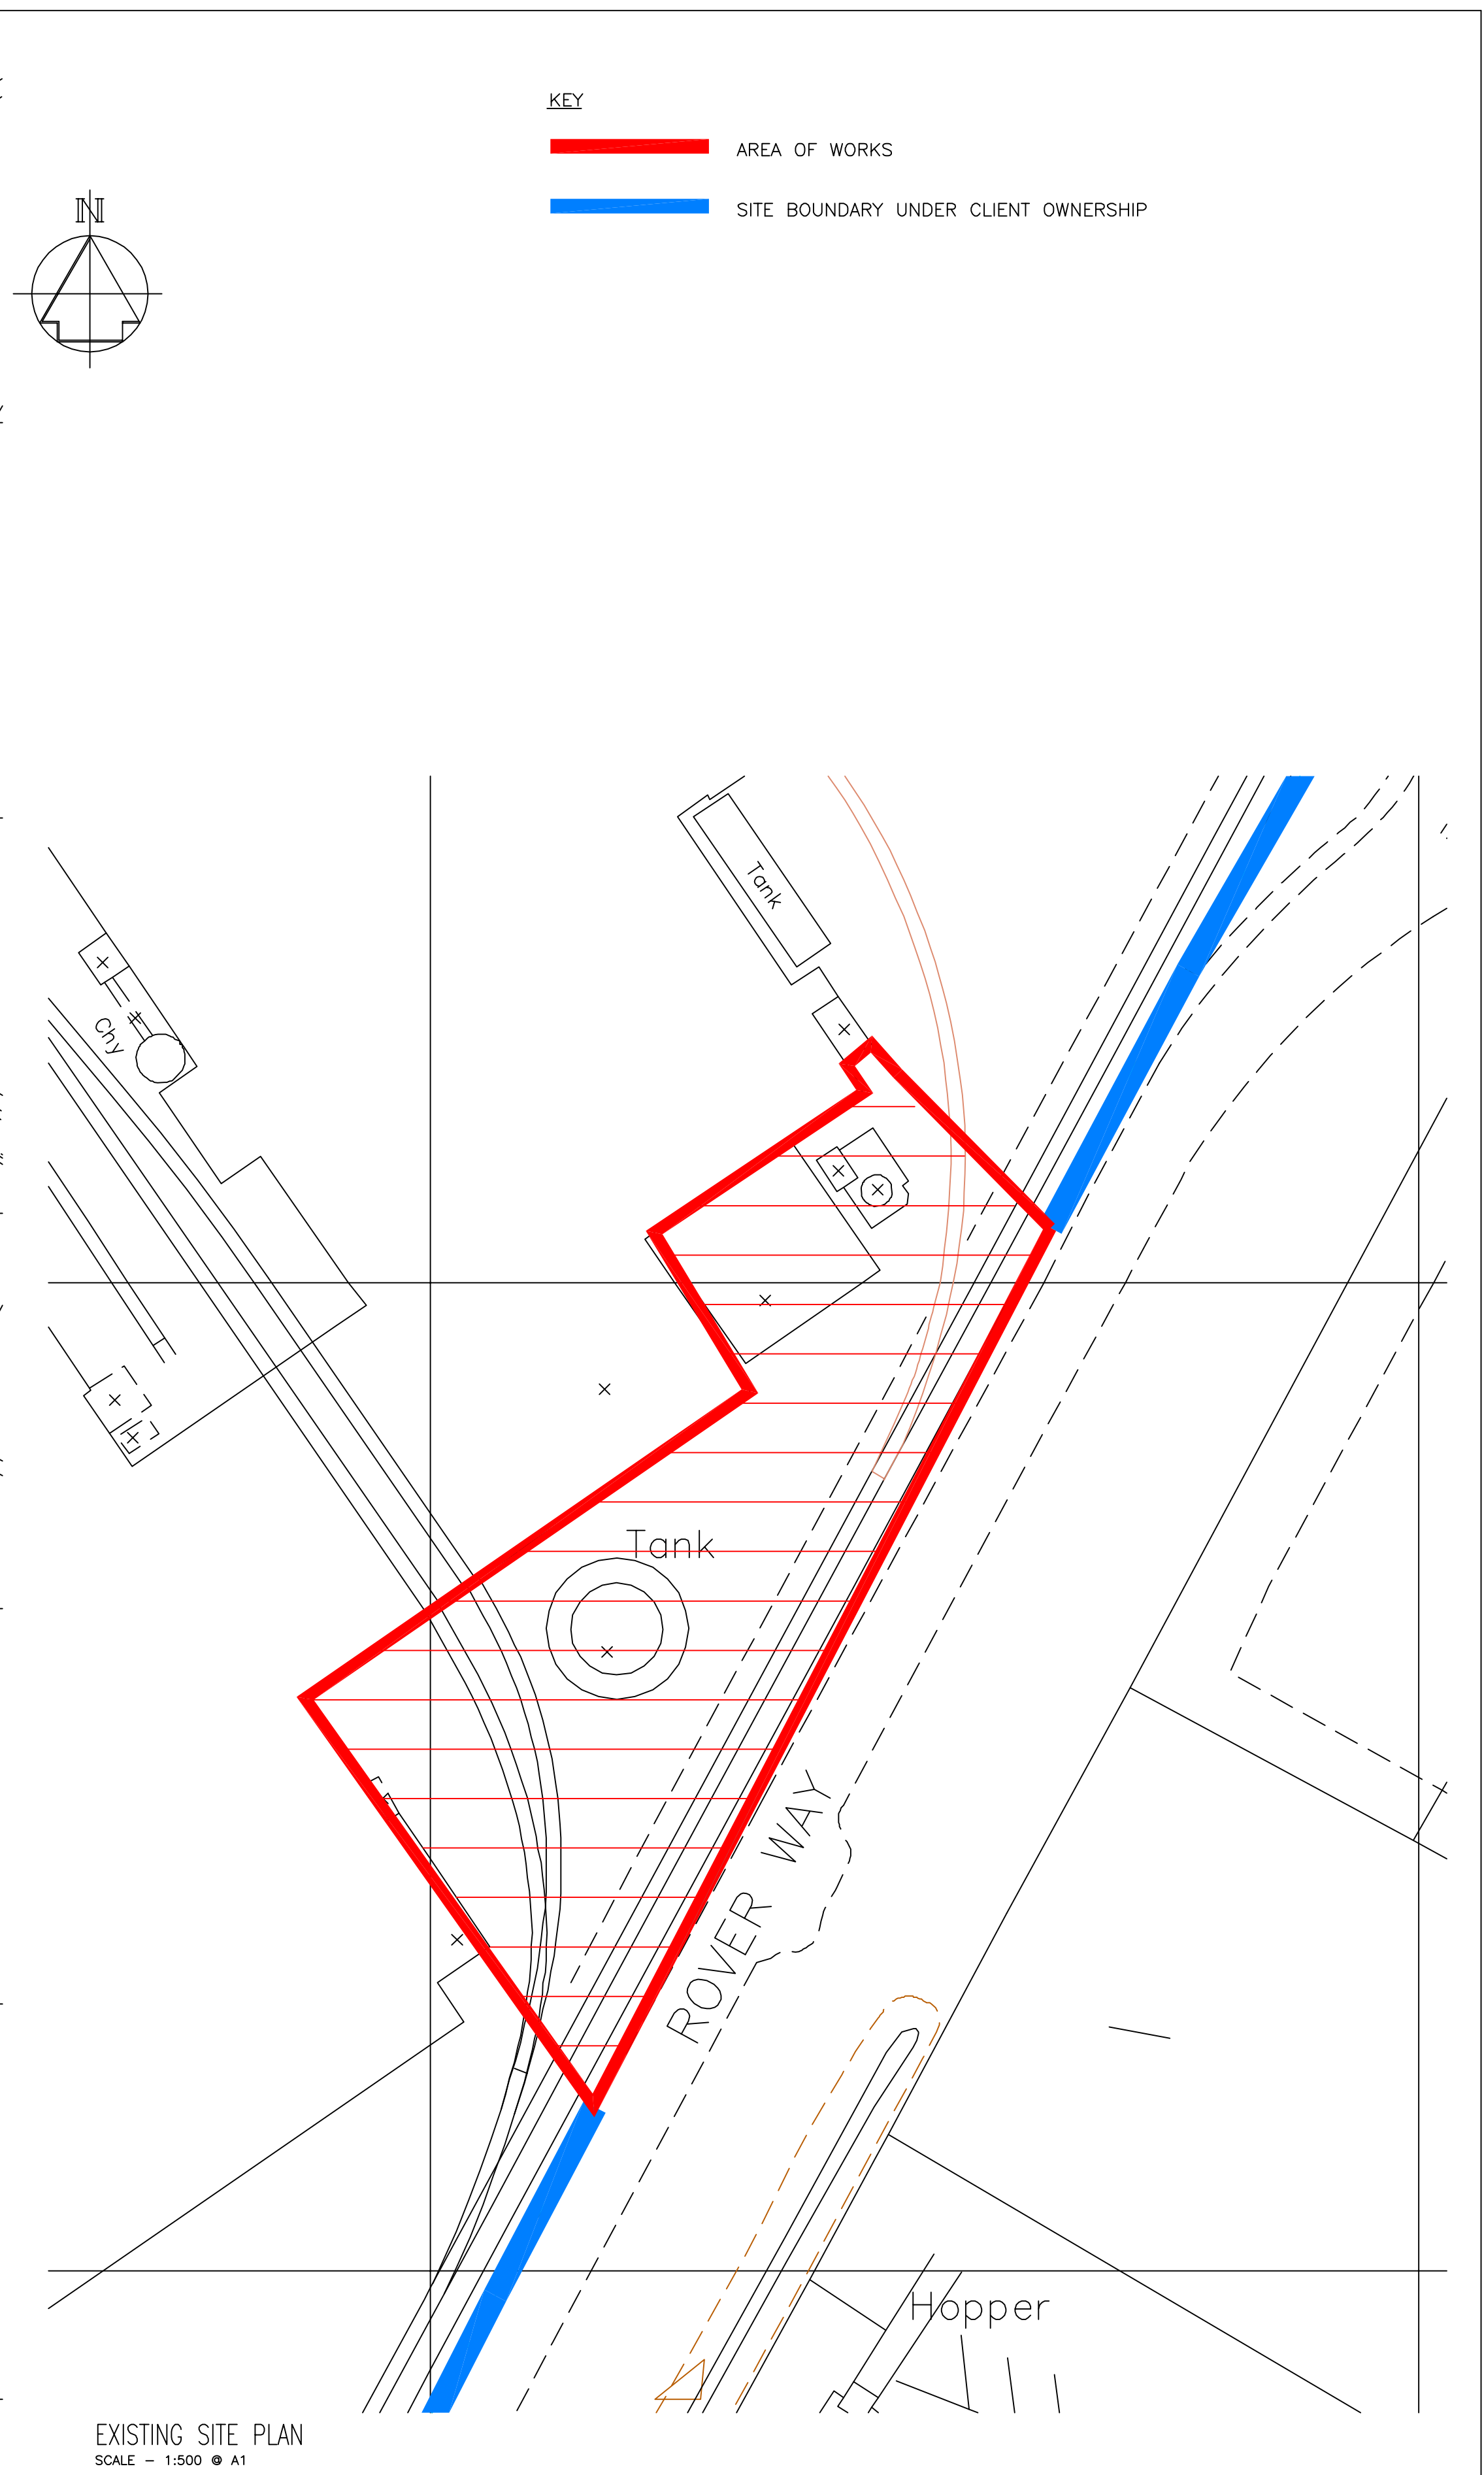 KEY
AREA OF WORKS
SITE BOUNDARY UNDER CLIENT OWNERSHIP
N
Tank
Chy
Tank
ROVER WAY
Hopper
EXISTING SITE PLAN
SCALE - 1:500 @ A1